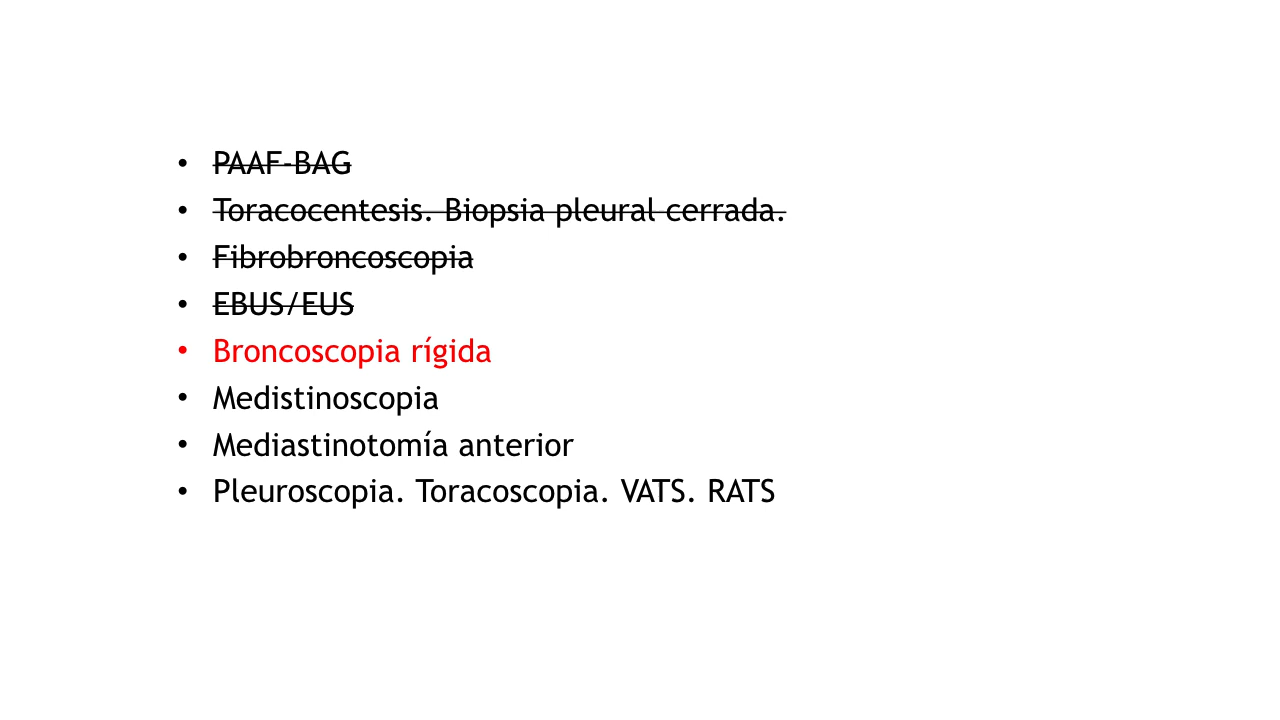 • PAAF-BAG
• Toracocentesis. Biopsia pleural cerrada.
• Fibrobroncoscopia
• EBUS/EUS
• Broncoscopia rígida
• Medistinoscopia
• Mediastinotomía anterior
• Pleuroscopia. Toracoscopia. VATS. RATS